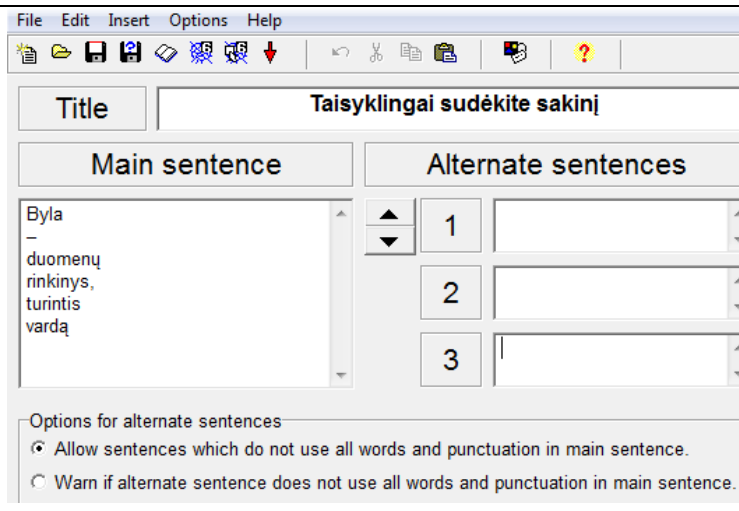 File Edit Insert Options Help
Title
Taisyklingai sudėkite sakinį
Main sentence
Alternate sentences
Byla
–
duomenų
rinkinys,
turintis
vardą
1
2
3
Options for alternate sentences
Allow sentences which do not use all words and punctuation in main sentence.
Warn if alternate sentence does not use all words and punctuation in main sentence.